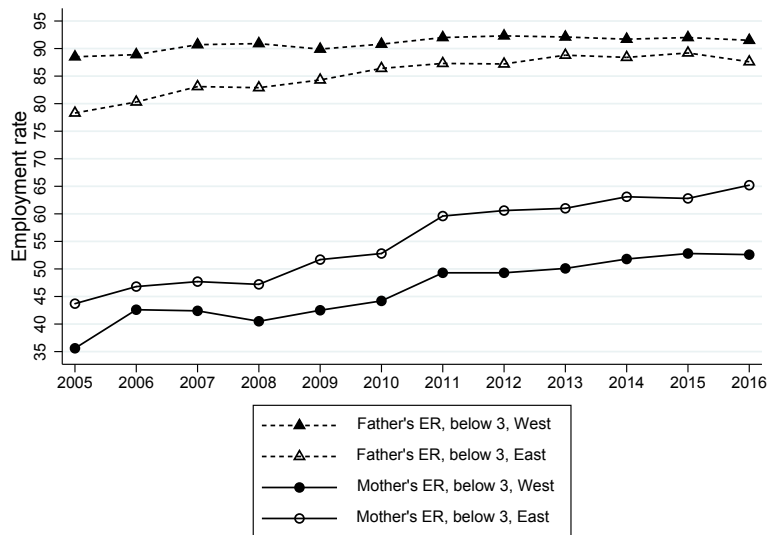 95
90
85
80
75
70
65
60
55
50
45
40
35
Employment rate
2005 2006 2007 2008 2009 2010 2011 2012 2013 2014 2015 2016
Father's ER, below 3, West
Father's ER, below 3, East
Mother's ER, below 3, West
Mother's ER, below 3, East